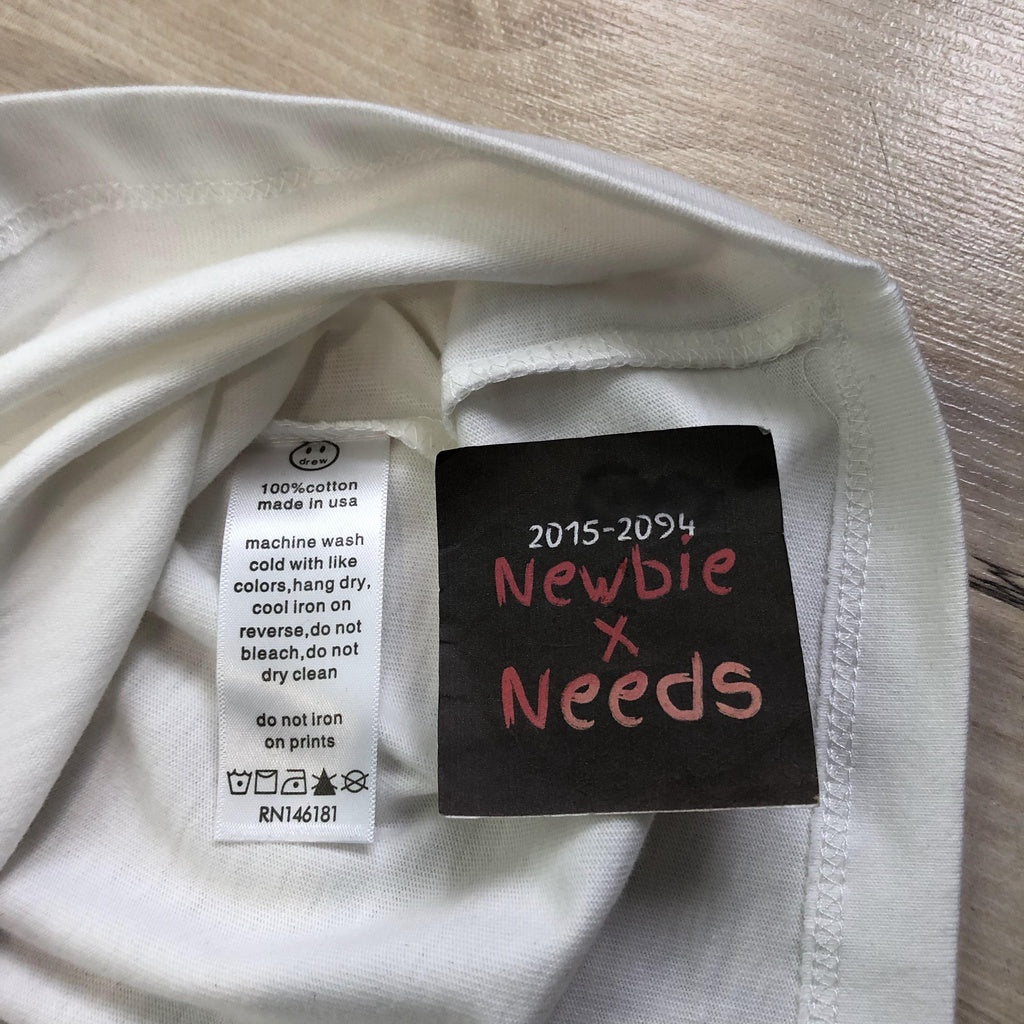 drew
100%cotton
made in usa
machine wash
cold with like
colors,hang dry,
cool iron on
reverse,do not
bleach,do not
dry clean
do not iron
on prints
RN146181
2015-2094
Newbie
x
Needs